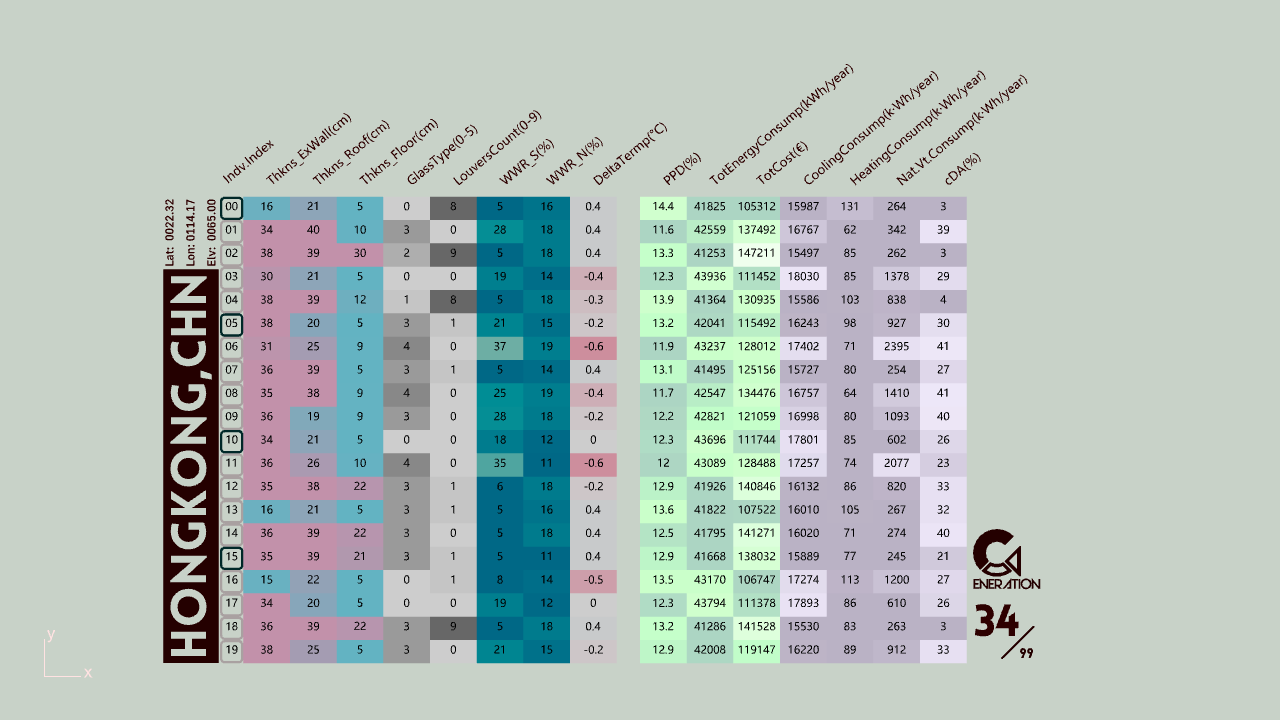 Indv.Index Thkns_ExWall(cm) Thkns_Roof(cm) Thkns_Floor(cm) GlassType(0-5) LouversCount(0-9) WWR_S(%) WWR_N(%) DeltaTermp(°C) PPD(%) TotEnergyConsump(kWh/year) TotCost(€) CoolingConsump(k·Wh/year) HeatingConsump(k·Wh/year) Nat.Vt.Consump(k·Wh/year) cDA(%)
Lat: 0022.32
Lon: 0114.17
Elv: 0065.00
HONGKONG,CHN
00 16 21 5 0 8 5 16 0.4 14.4 41825 105312 15987 131 264 3
01 34 40 10 3 0 28 18 0.4 11.6 42559 137492 16767 62 342 39
02 38 39 30 2 9 5 18 0.4 13.3 41253 147211 15497 85 262 3
03 30 21 5 0 0 19 14 -0.4 12.3 43936 111452 18030 85 1378 29
04 38 39 12 1 8 5 18 -0.3 13.9 41364 130935 15586 103 838 4
05 38 20 5 3 1 21 15 -0.2 13.2 42041 115492 16243 98 927 30
06 31 25 9 4 0 37 19 -0.6 11.9 43237 128012 17402 71 2395 41
07 36 39 5 3 1 5 14 0.4 13.1 41495 125156 15727 80 254 27
08 35 38 9 4 0 25 19 -0.4 11.7 42547 134476 16757 64 1410 41
09 36 19 9 3 0 28 18 -0.2 12.2 42821 121059 16998 80 1093 40
10 34 21 5 0 0 18 12 0 12.3 43696 111744 17801 85 602 26
11 36 26 10 4 0 35 11 -0.6 12 43089 128488 17257 74 2077 23
12 35 38 22 3 1 6 18 -0.2 12.9 41926 140846 16132 86 820 33
13 16 21 5 3 1 5 16 0.4 13.6 41822 107522 16010 105 267 32
14 36 39 22 3 0 5 18 0.4 12.5 41795 141271 16020 71 274 40
15 35 39 21 3 1 5 11 0.4 12.9 41668 138032 15889 77 245 21
16 15 22 5 0 1 8 14 -0.5 13.5 43170 106747 17274 113 1200 27
17 34 20 5 0 0 19 12 0 12.3 43794 111378 17893 86 610 26
18 36 39 22 3 9 5 18 0.4 13.2 41286 141528 15530 83 263 3
19 38 25 5 3 0 21 15 -0.2 12.9 42008 119147 16220 89 912 33
GENERATION
34/99
y
x